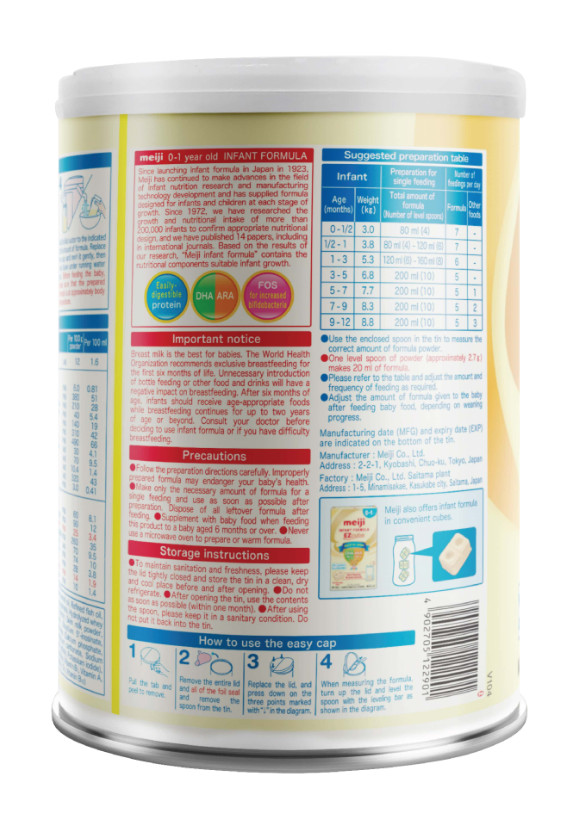 meiji 0-1 year old INFANT FORMULA
Since launching infant formula in Japan in 1923,
Meiji has continued to make advances in the field
of infant nutrition research and manufacturing
technology development and has supplied formula
designed for infants and children at each stage of
growth. Since 1972, we have researched the
growth and nutritional intake of more than
200,000 infants to confirm appropriate nutritional
design, and we have published 14 papers, including
in international journals. Based on the results of
our research, "Meiji infant formula" contains the
nutritional components suitable infant growth.
Easily-
digestible
protein
DHA ARA
FOS
for increased
bifidobacteria
Important notice
Breast milk is the best for babies. The World Health
Organization recommends exclusive breastfeeding for
the first six months of life. Unnecessary introduction
of bottle feeding or other food and drinks will have a
negative impact on breastfeeding. After six months of
age, infants should receive age-appropriate foods
while breastfeeding continues for up to two years
of age or beyond. Consult your doctor before
deciding to use infant formula or if you have difficulty
breastfeeding.
Precautions
●Follow the preparation directions carefully. Improperly
prepared formula may endanger your baby's health.
●Make only the necessary amount of formula for a
single feeding and use as soon as possible after
preparation. Dispose of all leftover formula after
feeding. ●Supplement with baby food when feeding
this product to a baby aged 6 months or over. ●Never
use a microwave oven to prepare or warm formula.
Storage instructions
●To maintain sanitation and freshness, please keep
the lid tightly closed and store the tin in a clean, dry
and cool place before and after opening. ●Do not
refrigerate. ●After opening the tin, use the contents
as soon as possible (within one month). ●After using
the spoon, please keep it in a sanitary condition. Do
not put it back into the tin.
Suggested preparation table
Infant Preparation for single feeding Number of feedings per day
Age (months) Weight (kg) Total amount of formula (Number of level spoons) Formula Other foods
0-1/2 3.0 80 ml (4) 7 -
1/2-1 3.8 80 ml (4) - 120 ml (6) 7 -
1-3 5.3 120 ml (6) - 160 ml (8) 6 -
3-5 6.8 200 ml (10) 5 -
5-7 7.7 200 ml (10) 5 1
7-9 8.3 200 ml (10) 5 2
9-12 8.8 200 ml (10) 5 3
●Use the enclosed spoon in the tin to measure the
correct amount of formula powder.
●One level spoon of powder (approximately 2.7g)
makes 20 ml of formula.
●Please refer to the table and adjust the amount and
frequency of feeding as required.
●Adjust the amount of formula given to the baby
after feeding baby food, depending on weaning
progress.
Manufacturing date (MFG) and expiry date (EXP)
are indicated on the bottom of the tin.
Manufacturer : Meiji Co., Ltd.
Address : 2-2-1, Kyobashi, Chuo-ku, Tokyo, Japan
Factory : Meiji Co., Ltd. Saitama plant
Address : 1-5, Minamisakae, Kasukabe city, Saitama, Japan
Meiji also offers infant formula
in convenient cubes.
meiji
How to use the easy cap
1
Pull the tab and
peel to remove.
2
Remove the entire lid
and all of the foil seal
and remove the
spoon from the tin.
3
Replace the lid, and
press down on the
three points marked
in the diagram.
4
When measuring the formula,
turn up the lid and level the
spoon with the leveling bar as
shown in the diagram.
4 902705 122901
V104
Per 100 ml